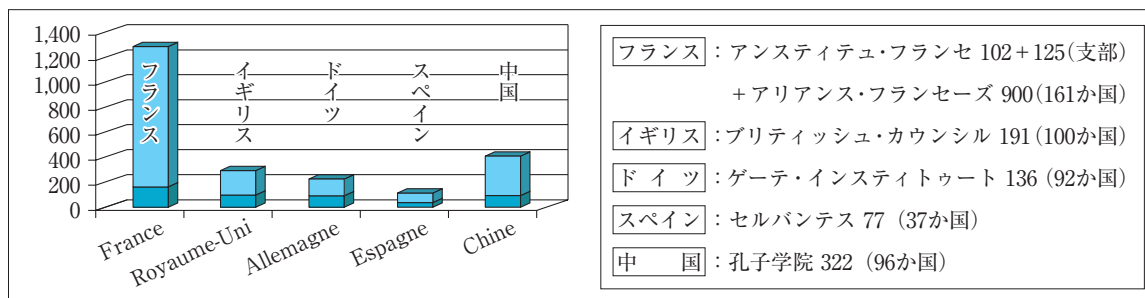 1,400
1,200
1,000
800
600
400
200
0
フランス
イギリス
ドイツ
スペイン
中国
France
Royaume-Uni
Allemagne
Espagne
Chine
フランス：アンスティテュ・フランセ 102＋125(支部)
＋アリアンス・フランセーズ 900(161か国)
イギリス：ブリティッシュ・カウンシル 191(100か国)
ドイツ：ゲーテ・インスティトゥート 136 (92か国)
スペイン：セルバンテス 77 (37か国)
中国：孔子学院 322 (96か国)